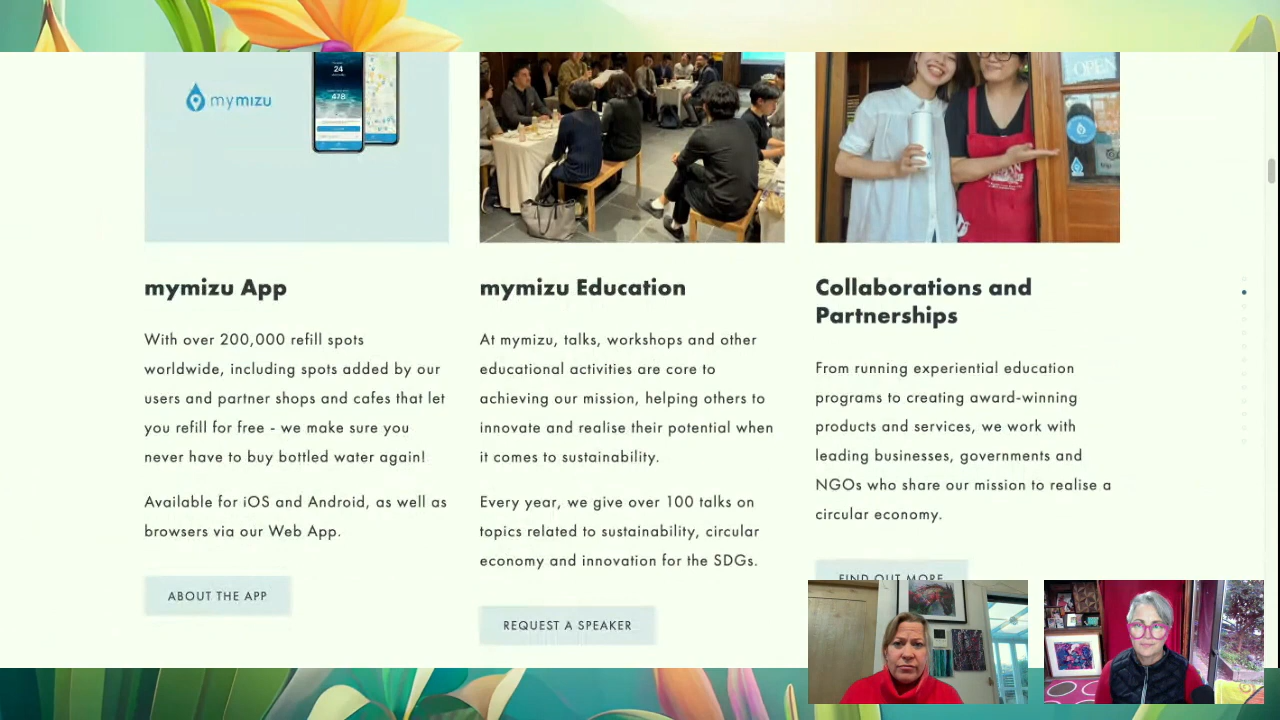 mymizu
24
478
OPEN
mymizu App
With over 200,000 refill spots
worldwide, including spots added by our
users and partner shops and cafes that let
you refill for free - we make sure you
never have to buy bottled water again!
Available for iOS and Android, as well as
browsers via our Web App.
ABOUT THE APP
mymizu Education
At mymizu, talks, workshops and other
educational activities are core to
achieving our mission, helping others to
innovate and realise their potential when
it comes to sustainability.
Every year, we give over 100 talks on
topics related to sustainability, circular
economy and innovation for the SDGs.
REQUEST A SPEAKER
Collaborations and
Partnerships
From running experiential education
programs to creating award-winning
products and services, we work with
leading businesses, governments and
NGOs who share our mission to realise a
circular economy.
FIND OUT MORE